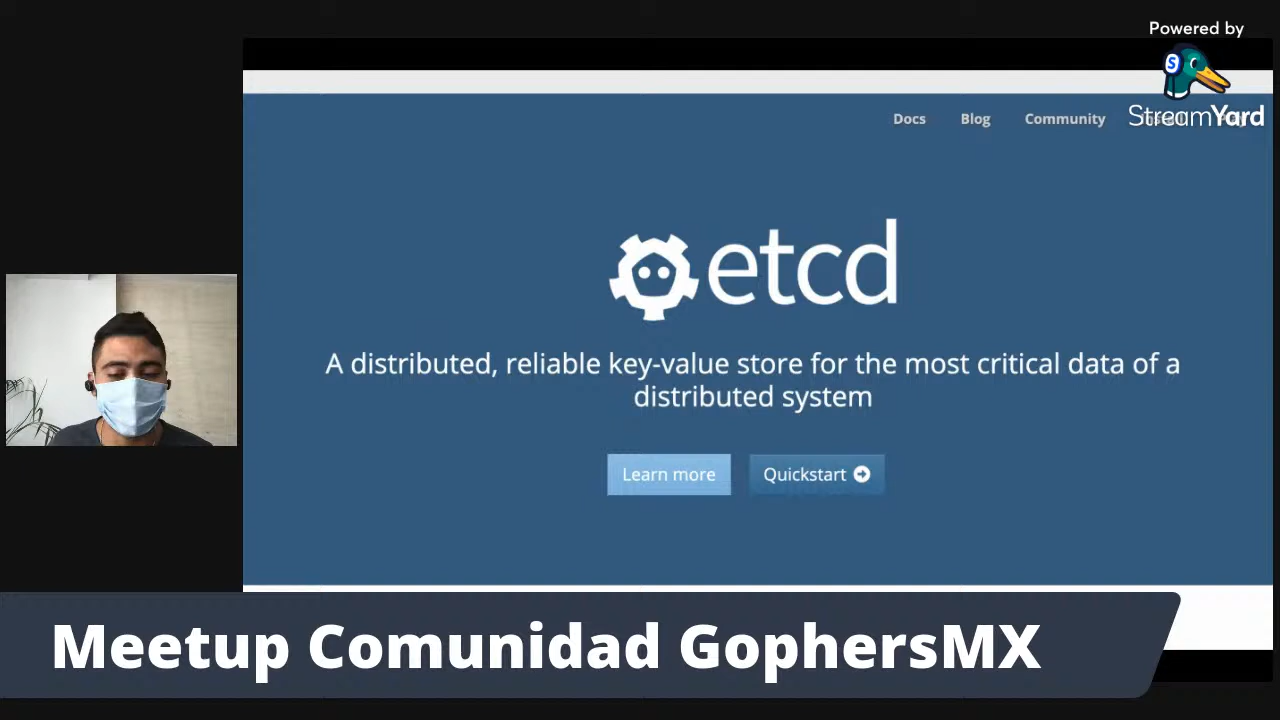 Powered by
StreamYard
Docs Blog Community
etcd
A distributed, reliable key-value store for the most critical data of a
distributed system
Learn more Quickstart
Meetup Comunidad GophersMX